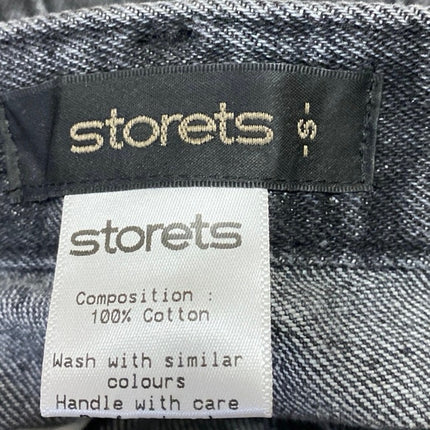 storets -S-
storets
Composition :
100% Cotton
Wash with similar
colours
Handle with care